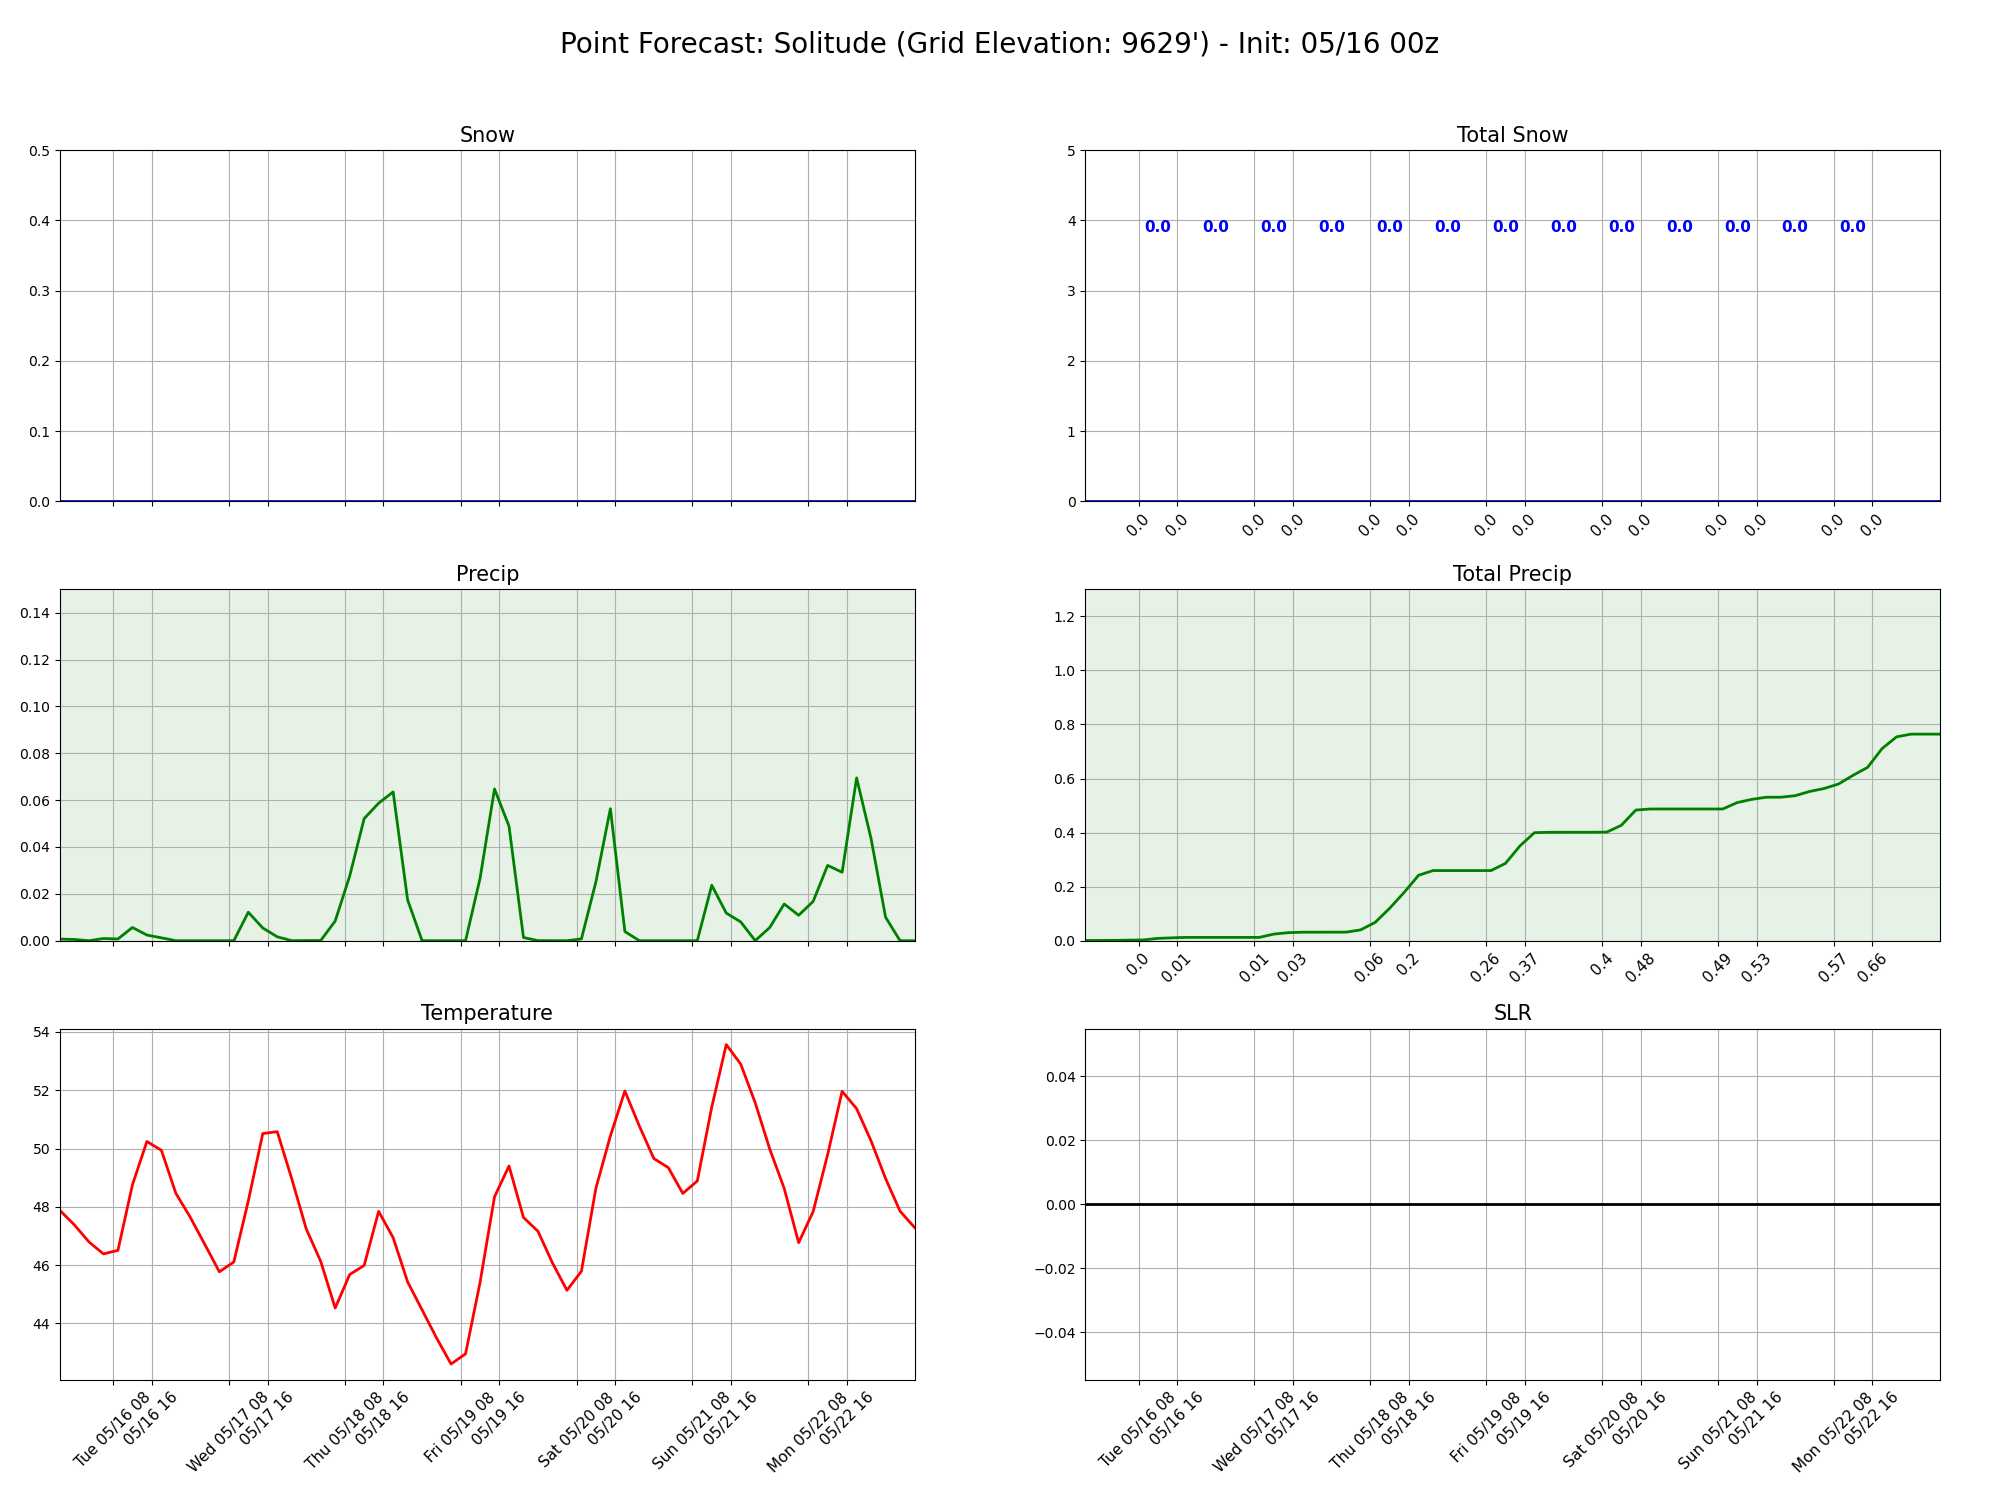 Point Forecast: Solitude (Grid Elevation: 9629') - Init: 05/16 00z
Snow
0.5
0.4
0.3
0.2
0.1
0.0
Total Snow
5
4
3
2
1
0
0.0 0.0 0.0 0.0 0.0 0.0 0.0 0.0 0.0 0.0 0.0 0.0 0.0
0.0 0.0 0.0 0.0 0.0 0.0 0.0 0.0 0.0 0.0 0.0 0.0 0.0 0.0
Precip
0.14
0.12
0.10
0.08
0.06
0.04
0.02
0.00
Total Precip
1.2
1.0
0.8
0.6
0.4
0.2
0.0
0.0 0.01 0.01 0.03 0.06 0.2 0.26 0.37 0.4 0.48 0.49 0.53 0.57 0.66
Temperature
54
52
50
48
46
44
Tue 05/16 08
05/16 16
Wed 05/17 08
05/17 16
Thu 05/18 08
05/18 16
Fri 05/19 08
05/19 16
Sat 05/20 08
05/20 16
Sun 05/21 08
05/21 16
Mon 05/22 08
05/22 16
SLR
0.04
0.02
0.00
−0.02
−0.04
Tue 05/16 08
05/16 16
Wed 05/17 08
05/17 16
Thu 05/18 08
05/18 16
Fri 05/19 08
05/19 16
Sat 05/20 08
05/20 16
Sun 05/21 08
05/21 16
Mon 05/22 08
05/22 16